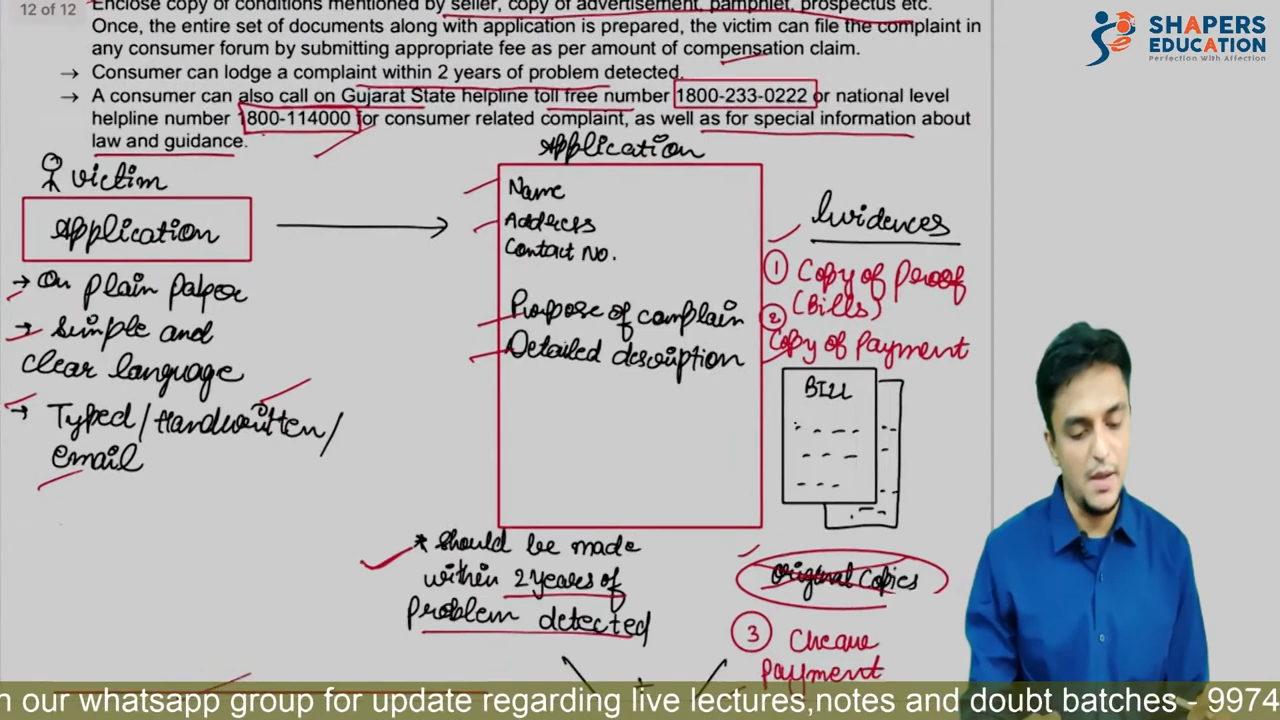 12 of 12
Enclose copy of conditions mentioned by seller, copy of advertisement, pamphlet, prospectus etc.
Once, the entire set of documents along with application is prepared, the victim can file the complaint in
any consumer forum by submitting appropriate fee as per amount of compensation claim.
→ Consumer can lodge a complaint within 2 years of problem detected.
→ A consumer can also call on Gujarat State helpline toll free number 1800-233-0222 or national level
helpline number 1800-114000 for consumer related complaint, as well as for special information about
law and guidance.
SHAPERS
EDUCATION
Perfection With Affection
victim
Application
→ On plain paper
→ simple and
clear language
→ Typed/Handwritten/
email
Application
Name
Address
Contact No.
Purpose of complain
Detailed description
* should be made
within 2 years of
problem detected
Evidences
① Copy of Proof
(Bills)
②
Copy of Payment
BILL
Original Copies
③ Cheque
payment
n our whatsapp group for update regarding live lectures,notes and doubt batches - 9974